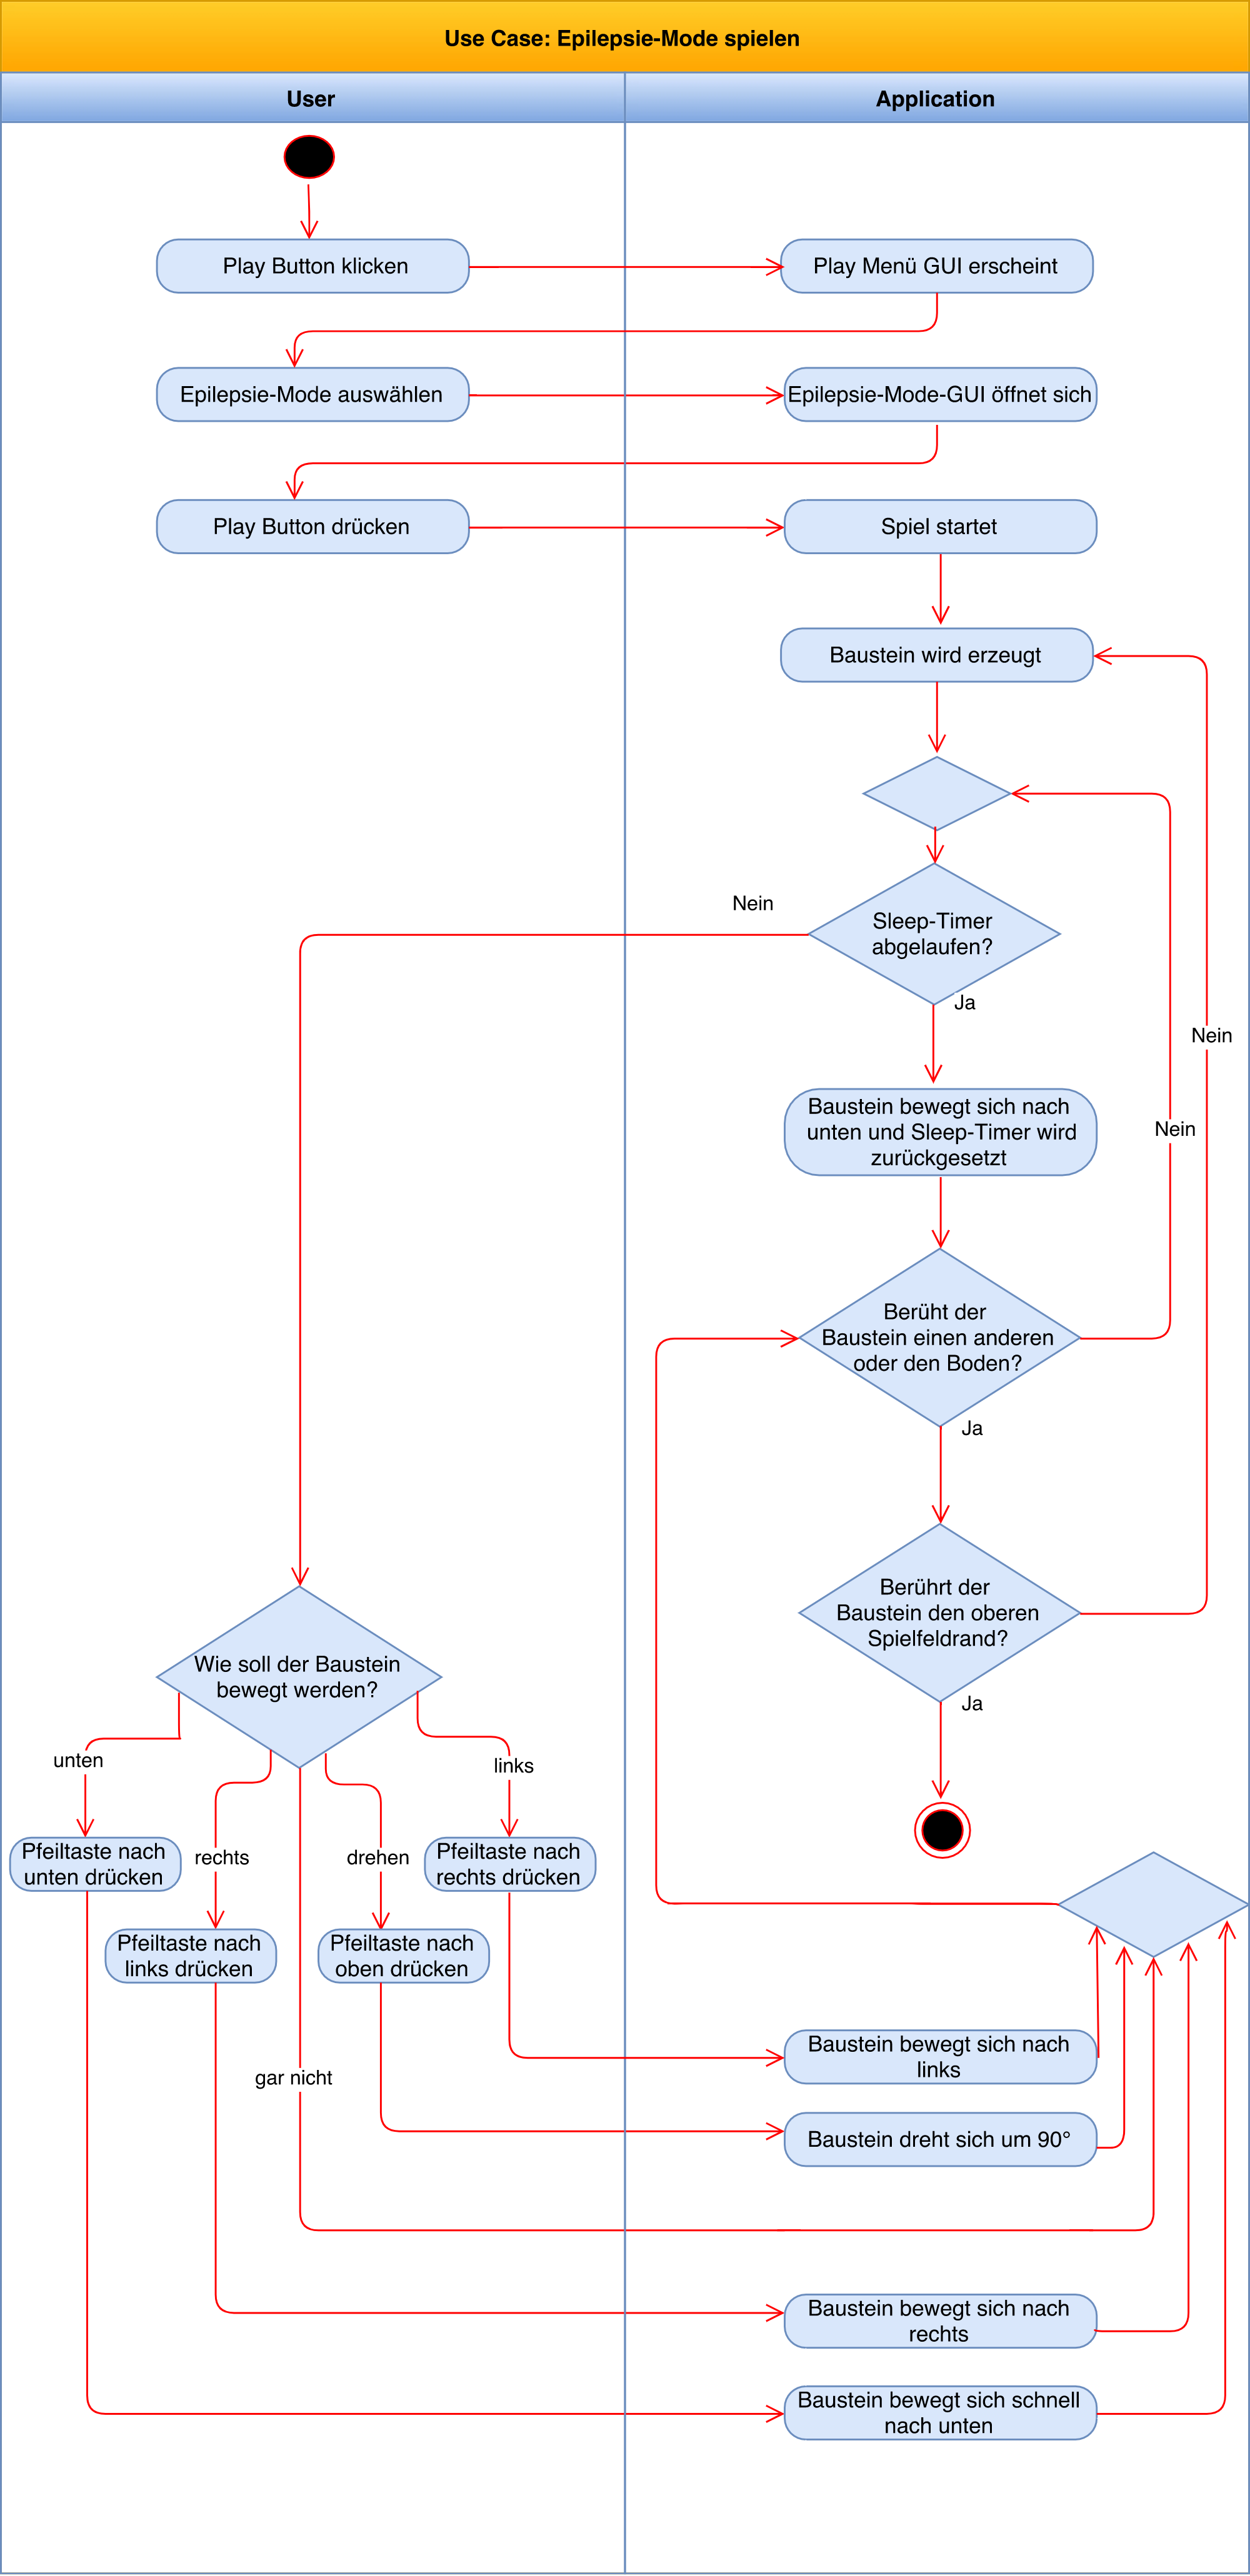 Use Case: Epilepsie-Mode spielen
User
Application
Play Button klicken
Play Menü GUI erscheint
Epilepsie-Mode auswählen
Epilepsie-Mode-GUI öffnet sich
Play Button drücken
Spiel startet
Baustein wird erzeugt
Nein
Sleep-Timer
abgelaufen?
Ja
Nein
Baustein bewegt sich nach
unten und Sleep-Timer wird
zurückgesetzt
Nein
Berüht der
Baustein einen anderen
oder den Boden?
Ja
Berührt der
Baustein den oberen
Spielfeldrand?
Ja
Wie soll der Baustein
bewegt werden?
unten
links
rechts
drehen
Pfeiltaste nach
unten drücken
Pfeiltaste nach
rechts drücken
Pfeiltaste nach
links drücken
Pfeiltaste nach
oben drücken
gar nicht
Baustein bewegt sich nach
links
Baustein dreht sich um 90°
Baustein bewegt sich nach
rechts
Baustein bewegt sich schnell
nach unten